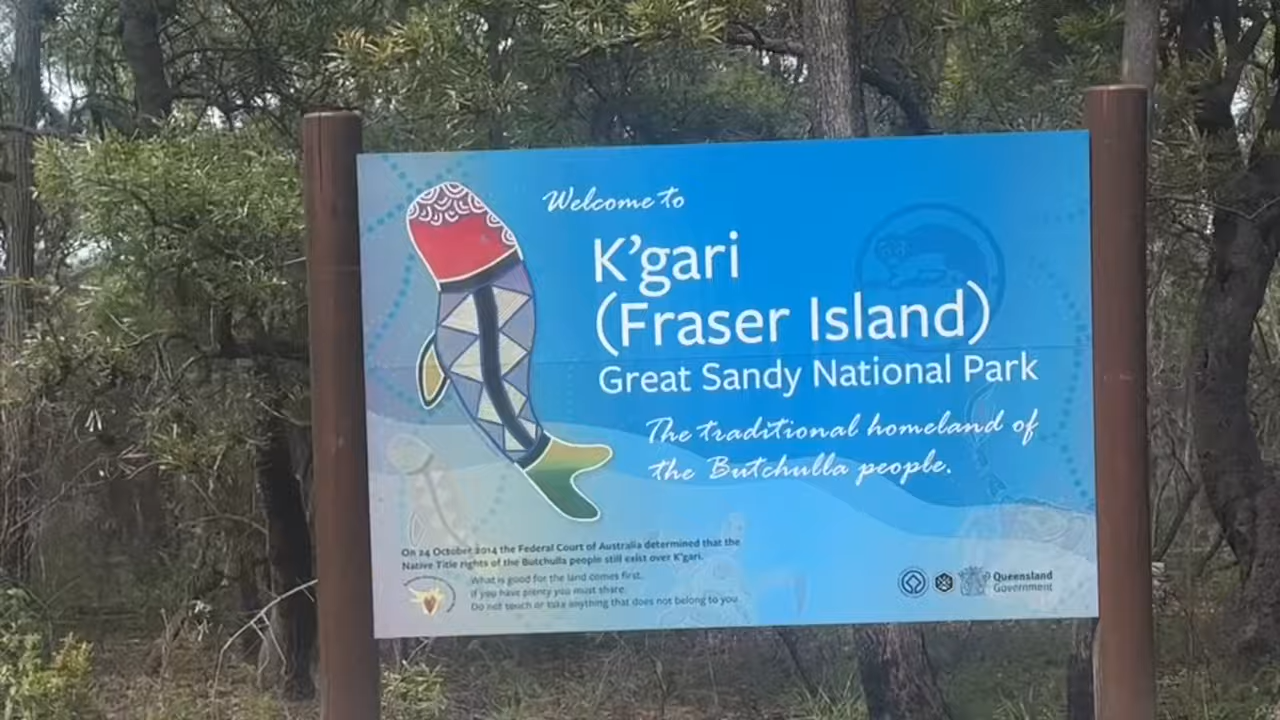 Welcome to
K'gari
(Fraser Island)
Great Sandy National Park
The traditional homeland of
the Butchulla people.
On 24 October 2014 the Federal Court of Australia determined that the
Native Title rights of the Butchulla people still exist over K'gari.
What is good for the land comes first.
If you have plenty you must share.
Do not touch or take anything that does not belong to you.
Queensland
Government